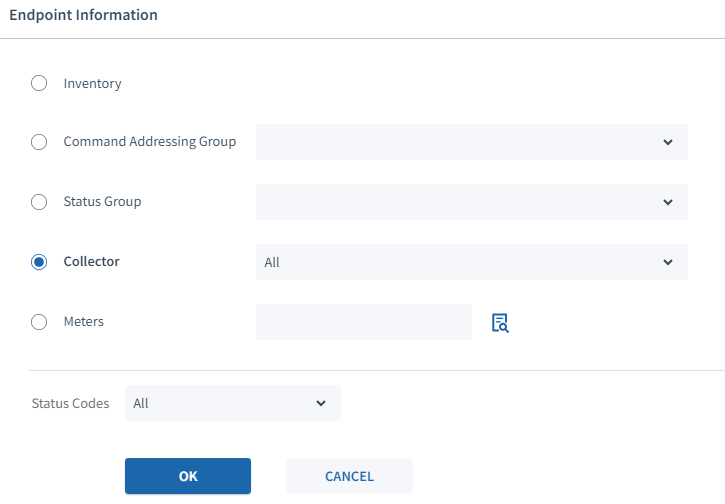 Endpoint Information
Inventory
Command Addressing Group
Status Group
Collector All
Meters
Status Codes All
OK CANCEL